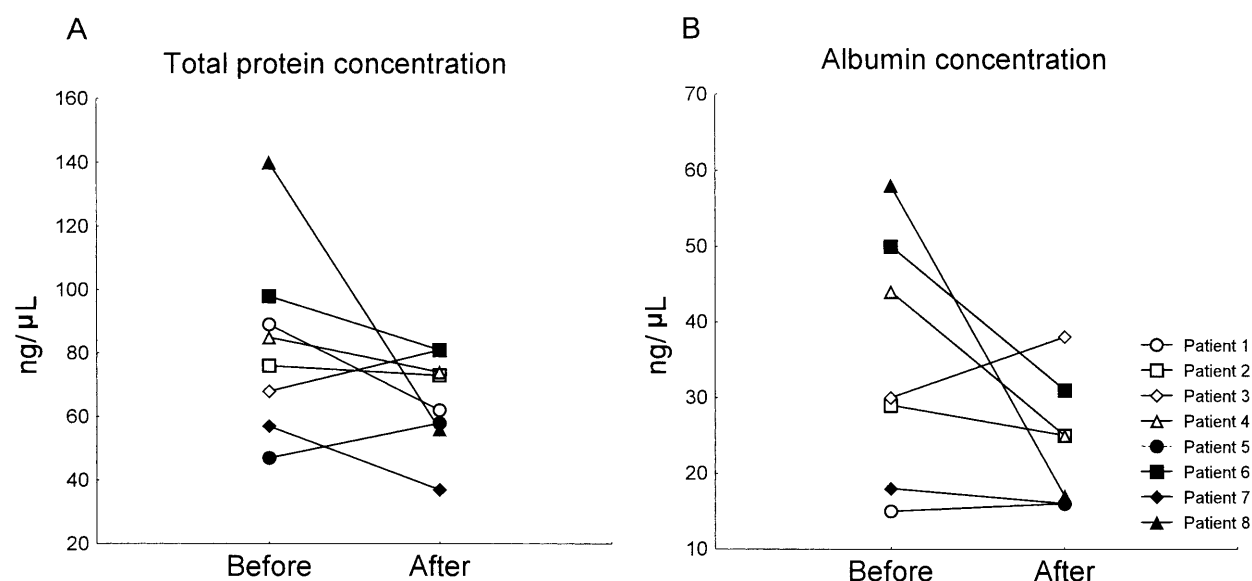 A
Total protein concentration
160
140
120
100
80
60
40
20
ng/ µL
Before
After
B
Albumin concentration
70
60
50
40
30
20
10
ng/ µL
Before
After
Patient 1
Patient 2
Patient 3
Patient 4
Patient 5
Patient 6
Patient 7
Patient 8